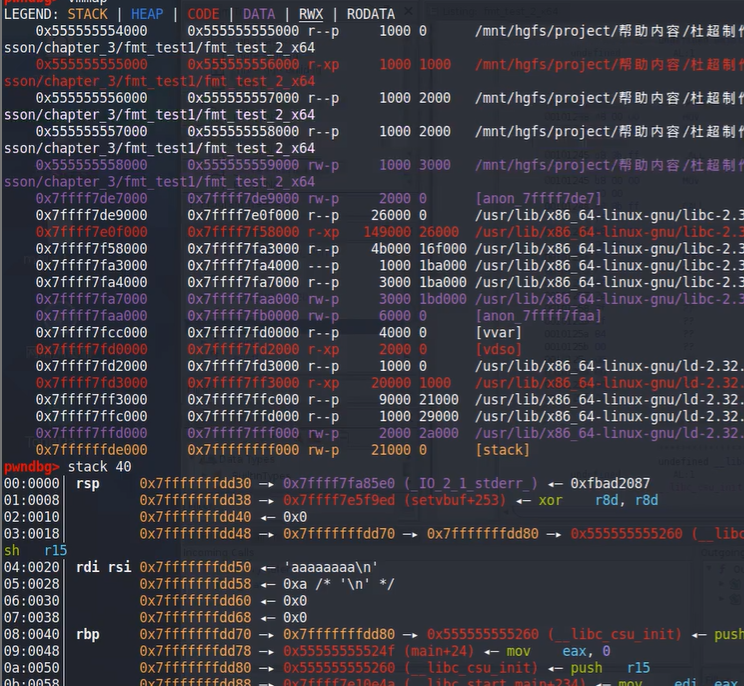 pwndbg> vmmap
LEGEND: STACK | HEAP | CODE | DATA | RWX | RODATA
0x555555554000 0x555555555000 r--p 1000 0 /mnt/hgfs/project/帮助内容/杜超制作
sson/chapter_3/fmt_test1/fmt_test_2_x64
0x555555555000 0x555555556000 r-xp 1000 1000 /mnt/hgfs/project/帮助内容/杜超制作
sson/chapter_3/fmt_test1/fmt_test_2_x64
0x555555556000 0x555555557000 r--p 1000 2000 /mnt/hgfs/project/帮助内容/杜超制作
sson/chapter_3/fmt_test1/fmt_test_2_x64
0x555555557000 0x555555558000 r--p 1000 2000 /mnt/hgfs/project/帮助内容/杜超制作
sson/chapter_3/fmt_test1/fmt_test_2_x64
0x555555558000 0x555555559000 rw-p 1000 3000 /mnt/hgfs/project/帮助内容/杜超制作
sson/chapter_3/fmt_test1/fmt_test_2_x64
0x7ffff7de7000 0x7ffff7de9000 rw-p 2000 0 [anon_7ffff7de7]
0x7ffff7de9000 0x7ffff7e0f000 r--p 26000 0 /usr/lib/x86_64-linux-gnu/libc-2.3
0x7ffff7e0f000 0x7ffff7f58000 r-xp 149000 26000 /usr/lib/x86_64-linux-gnu/libc-2.3
0x7ffff7f58000 0x7ffff7fa3000 r--p 4b000 16f000 /usr/lib/x86_64-linux-gnu/libc-2.3
0x7ffff7fa3000 0x7ffff7fa4000 ---p 1000 1ba000 /usr/lib/x86_64-linux-gnu/libc-2.3
0x7ffff7fa4000 0x7ffff7fa7000 r--p 3000 1ba000 /usr/lib/x86_64-linux-gnu/libc-2.3
0x7ffff7fa7000 0x7ffff7faa000 rw-p 3000 1bd000 /usr/lib/x86_64-linux-gnu/libc-2.3
0x7ffff7faa000 0x7ffff7fb0000 rw-p 6000 0 [anon_7ffff7faa]
0x7ffff7fcc000 0x7ffff7fd0000 r--p 4000 0 [vvar]
0x7ffff7fd0000 0x7ffff7fd2000 r-xp 2000 0 [vdso]
0x7ffff7fd2000 0x7ffff7fd3000 r--p 1000 0 /usr/lib/x86_64-linux-gnu/ld-2.32.
0x7ffff7fd3000 0x7ffff7ff3000 r-xp 20000 1000 /usr/lib/x86_64-linux-gnu/ld-2.32.
0x7ffff7ff3000 0x7ffff7ffc000 r--p 9000 21000 /usr/lib/x86_64-linux-gnu/ld-2.32.
0x7ffff7ffc000 0x7ffff7ffd000 r--p 1000 29000 /usr/lib/x86_64-linux-gnu/ld-2.32.
0x7ffff7ffd000 0x7ffff7fff000 rw-p 2000 2a000 /usr/lib/x86_64-linux-gnu/ld-2.32.
0x7ffffffde000 0x7ffffffff000 rw-p 21000 0 [stack]
pwndbg> stack 40
00:0000│ rsp 0x7fffffffdd30 —▸ 0x7ffff7fa85e0 (_IO_2_1_stderr_) ◂— 0xfbad2087
01:0008│ 0x7fffffffdd38 —▸ 0x7ffff7e5f9ed (setvbuf+253) ◂— xor r8d, r8d
02:0010│ 0x7fffffffdd40 ◂— 0x0
03:0018│ 0x7fffffffdd48 —▸ 0x7fffffffdd70 —▸ 0x7fffffffdd80 —▸ 0x555555555260 (__libc
sh r15
04:0020│ rdi rsi 0x7fffffffdd50 ◂— 'aaaaaaaa\n'
05:0028│ 0x7fffffffdd58 ◂— 0xa /* '\n' */
06:0030│ 0x7fffffffdd60 ◂— 0x0
07:0038│ 0x7fffffffdd68 ◂— 0x0
08:0040│ rbp 0x7fffffffdd70 —▸ 0x7fffffffdd80 —▸ 0x555555555260 (__libc_csu_init) ◂— push
09:0048│ 0x7fffffffdd78 —▸ 0x55555555524f (main+24) ◂— mov eax, 0
0a:0050│ 0x7fffffffdd80 —▸ 0x555555555260 (__libc_csu_init) ◂— push r15
0b:0058│ 0x7fffffffdd88 —▸ 0x7ffff7e10e4a (__libc_start_main+234) ◂— mov edi, eax